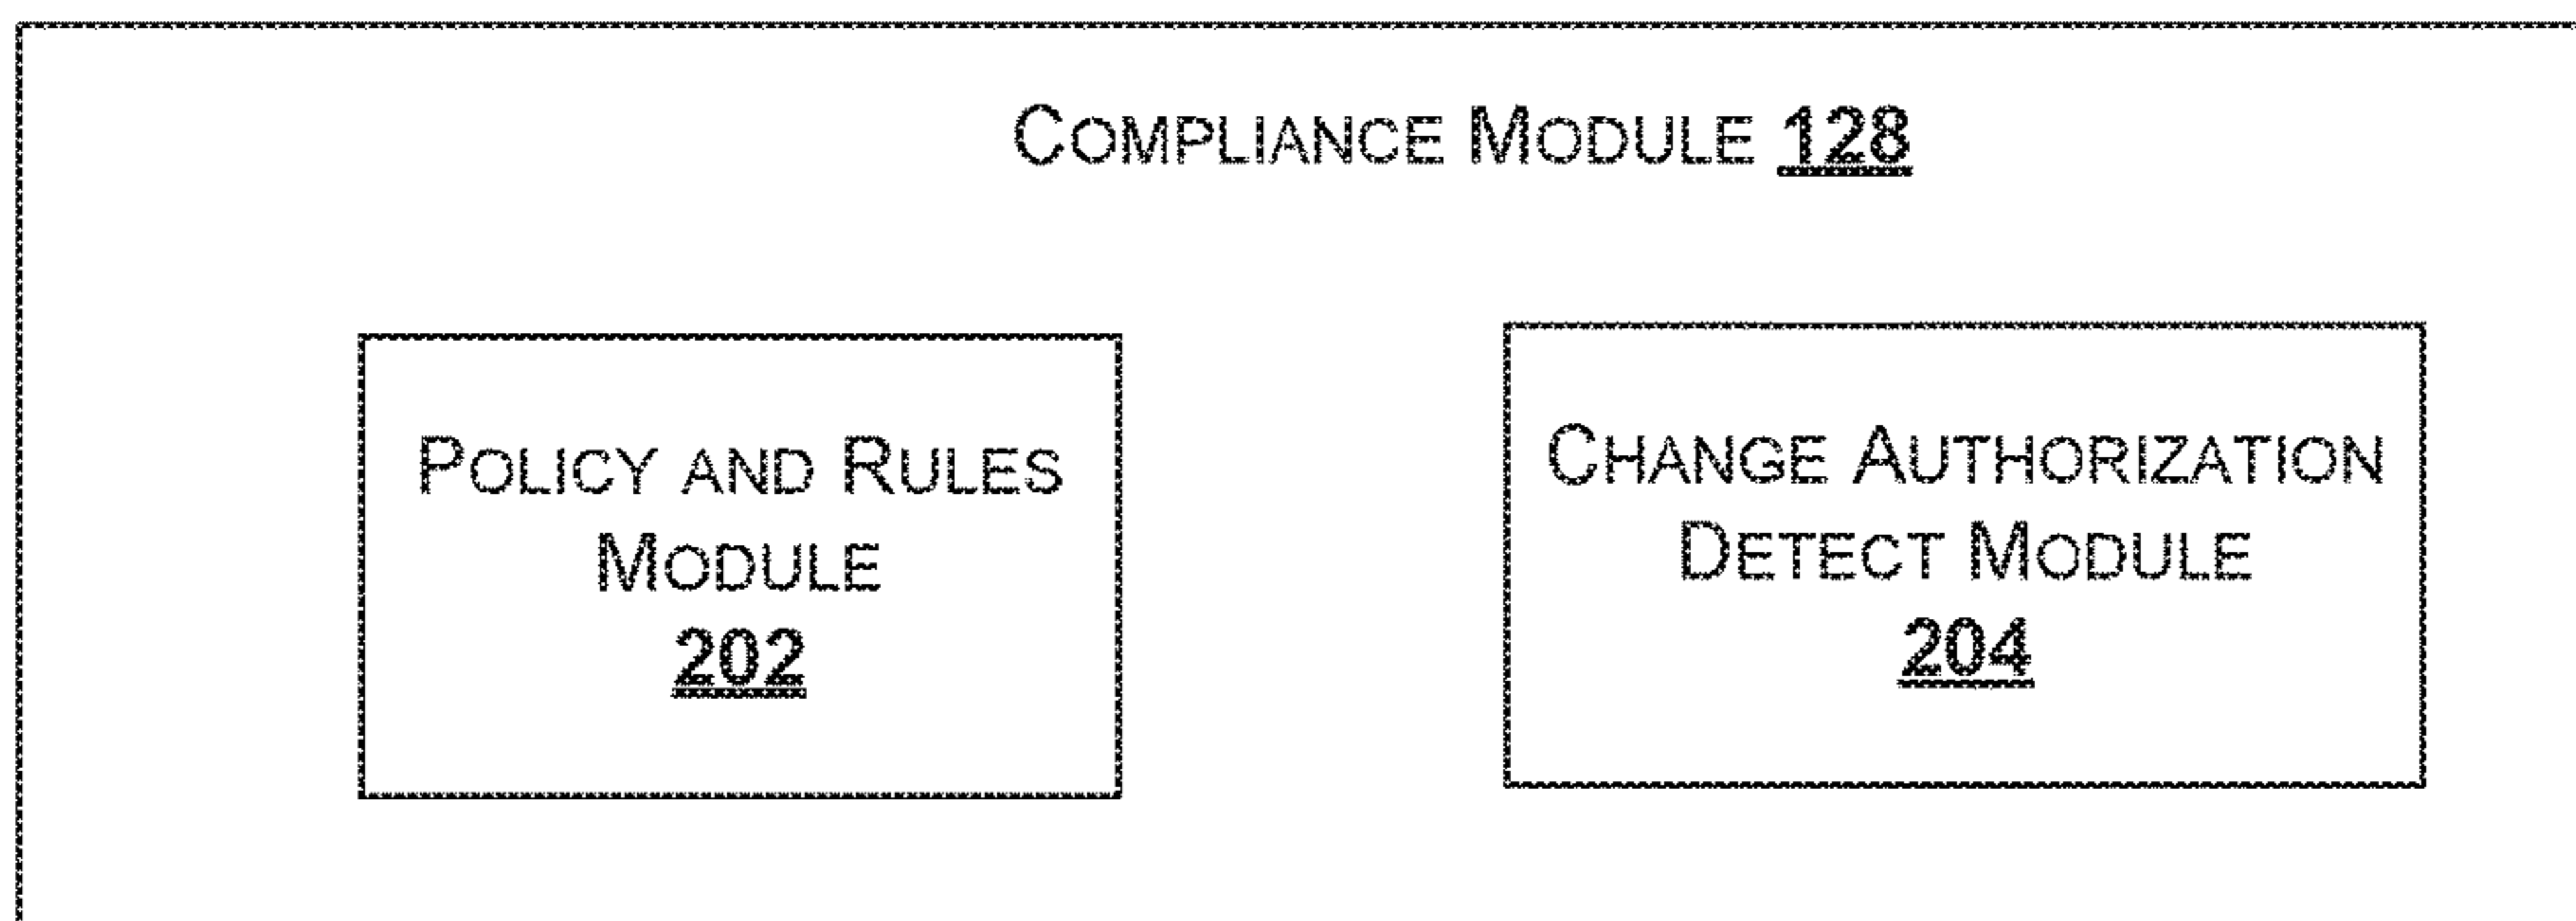 COMPLIANCE MODULE 128
POLICY AND RULES
MODULE
202
CHANGE AUTHORIZATION
DETECT MODULE
204